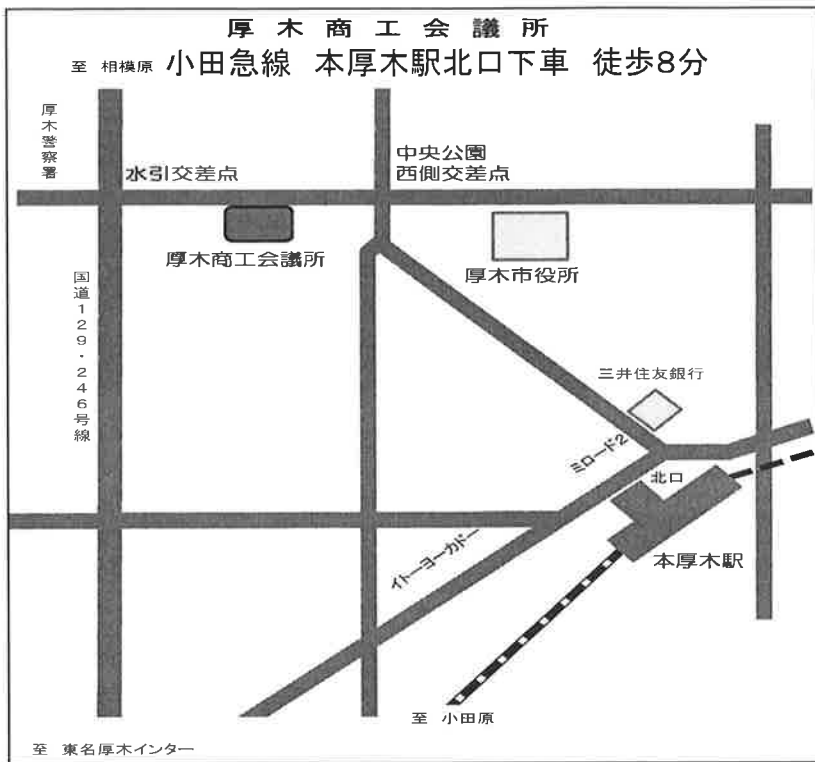 厚木商工会議所
至 相模原 小田急線 本厚木駅北口下車 徒歩8分
厚木警察署
水引交差点
中央公園
西側交差点
厚木商工会議所
厚木市役所
国道129・246号線
三井住友銀行
ミロード2
北口
イトーヨーカドー
本厚木駅
至 小田原
至 東名厚木インター